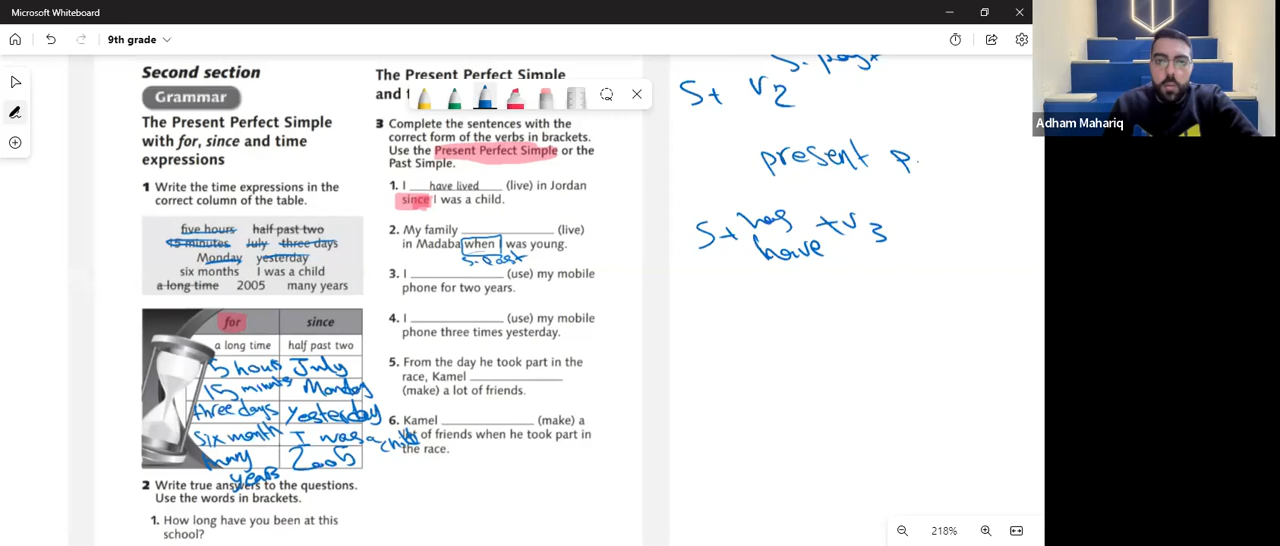 Microsoft Whiteboard
9th grade
Second section
Grammar
The Present Perfect Simple
with for, since and time
expressions
1 Write the time expressions in the
correct column of the table.
five hours half past two
15 minutes July three days
Monday yesterday
six months I was a child
a long time 2005 many years
for since
a long time half past two
5 hours July
15 minuts Monday
three days yesterday
six month I was a child
many 2005
years
2 Write true answers to the questions.
Use the words in brackets.
1. How long have you been at this
school?
The Present Perfect Simple
and t
3 Complete the sentences with the
correct form of the verbs in brackets.
Use the Present Perfect Simple or the
Past Simple.
1. I have lived (live) in Jordan
since I was a child.
2. My family (live)
in Madaba when I was young.
s. past
3. I (use) my mobile
phone for two years.
4. I (use) my mobile
phone three times yesterday.
5. From the day he took part in the
race, Kamel
(make) a lot of friends.
6. Kamel (make) a
lot of friends when he took part in
the race.
s. past
S+ V2
present p.
S+ has +V3
have
218%
Adham Mahariq